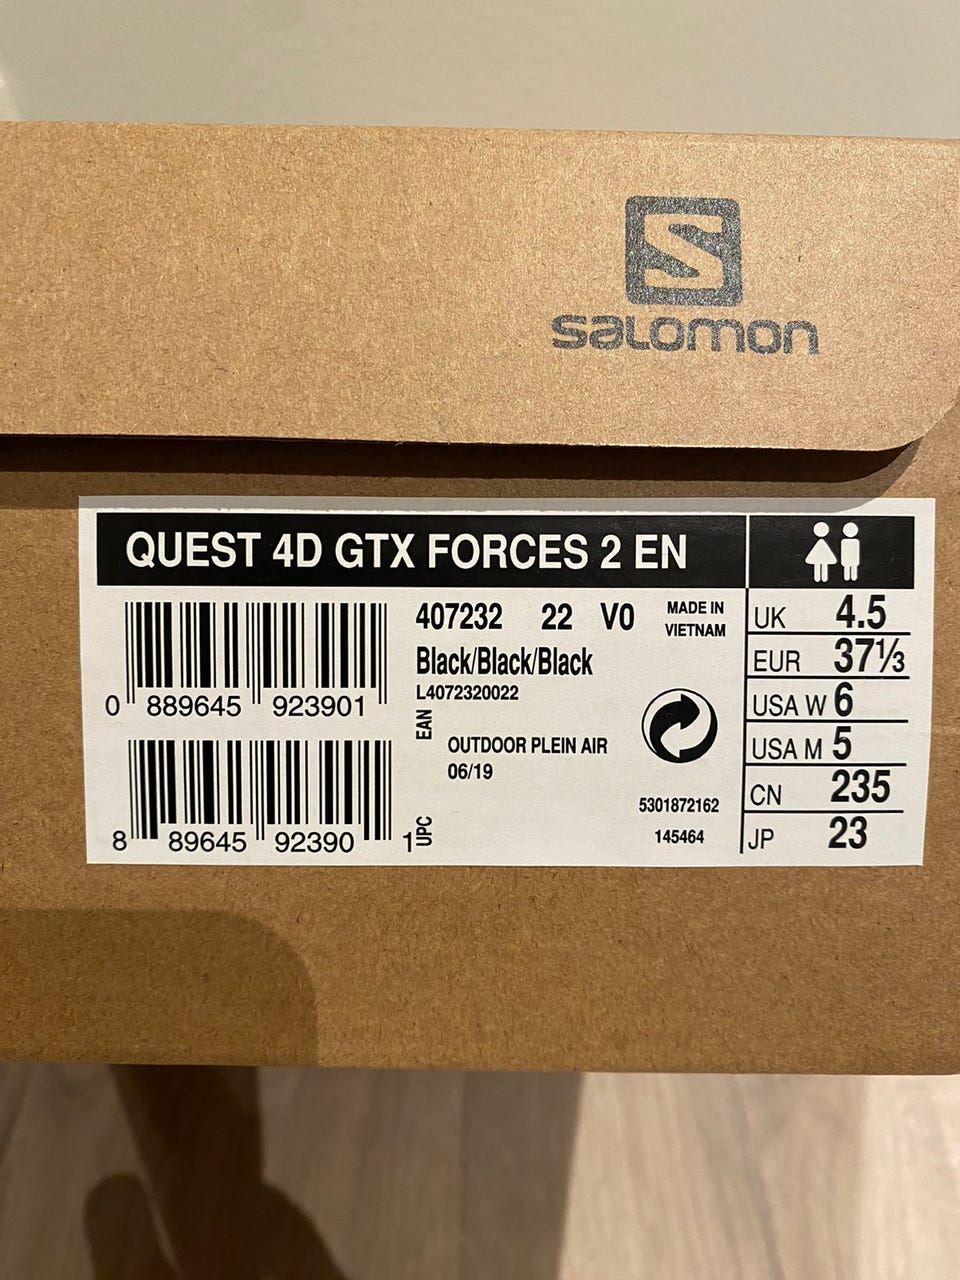 S
SALOMON
QUEST 4D GTX FORCES 2 EN
407232 22 V0
MADE IN
VIETNAM
Black/Black/Black
L4072320022
0 889645 923901
EAN
OUTDOOR PLEIN AIR
06/19
5301872162
145464
8 89645 92390 1
UPC
UK 4.5
EUR 37⅓
USA W 6
USA M 5
CN 235
JP 23